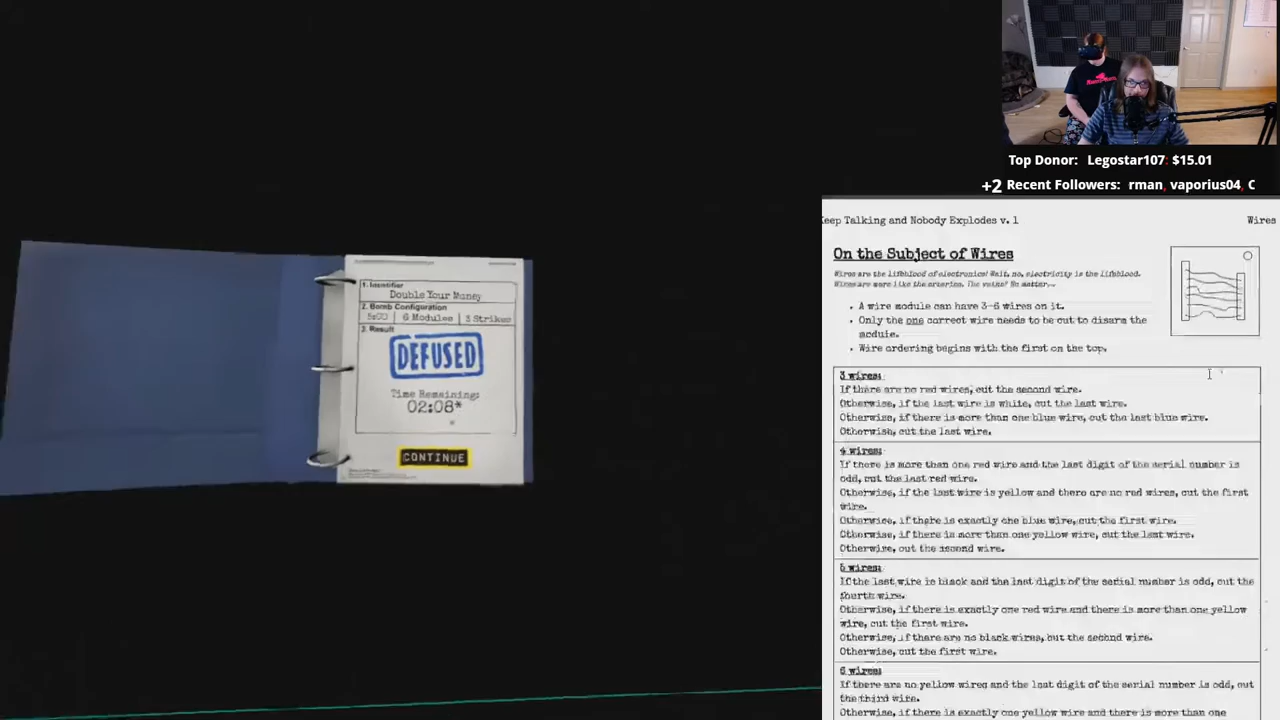 Top Donor: Legostar107: $15.01
+2 Recent Followers: rman, vaporius04, C
Keep Talking and Nobody Explodes v. 1
Wires
On the Subject of Wires
Wires are the lifeblood of electronics! Wait, no, electricity is the lifeblood.
Wires are more like the arteries. The veins? No matter...
• A wire module can have 3-6 wires on it.
• Only the one correct wire needs to be cut to disarm the
module.
• Wire ordering begins with the first on the top.
3 wires:
If there are no red wires, cut the second wire.
Otherwise, if the last wire is white, cut the last wire.
Otherwise, if there is more than one blue wire, cut the last blue wire.
Otherwise, cut the last wire.
4 wires:
If there is more than one red wire and the last digit of the serial number is
odd, cut the last red wire.
Otherwise, if the last wire is yellow and there are no red wires, cut the first
wire.
Otherwise, if there is exactly one blue wire, cut the first wire.
Otherwise, if there is more than one yellow wire, cut the last wire.
Otherwise, cut the second wire.
5 wires:
If the last wire is black and the last digit of the serial number is odd, cut the
fourth wire.
Otherwise, if there is exactly one red wire and there is more than one yellow
wire, cut the first wire.
Otherwise, if there are no black wires, cut the second wire.
Otherwise, cut the first wire.
6 wires:
If there are no yellow wires and the last digit of the serial number is odd, cut
the third wire.
Otherwise, if there is exactly one yellow wire and there is more than one
1. Identifier
Double Your Money
2. Bomb Configuration
5:00 | 6 Modules | 3 Strikes
3. Result
DEFUSED
Time Remaining:
02:08*
CONTINUE